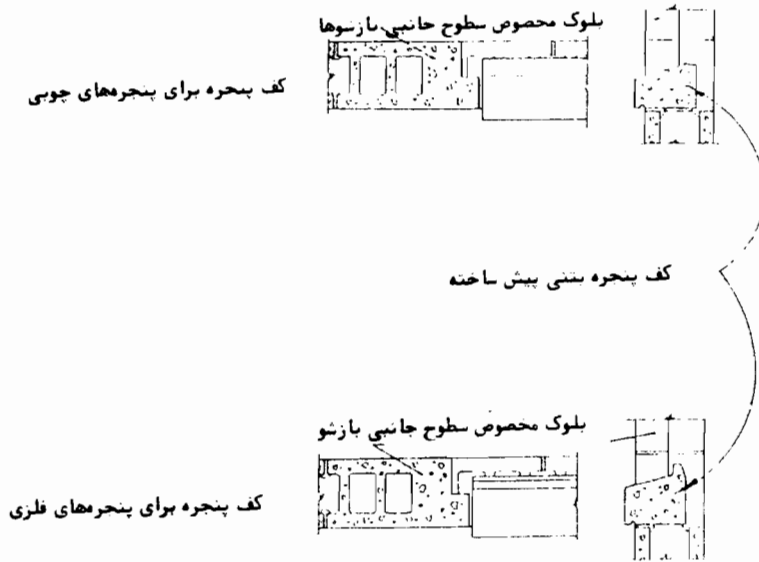 بلوک مخصوص سطوح جانبی بازشوها
کف پنجره برای پنجره‌های چوبی
کف پنجره بتنی پیش ساخته
بلوک مخصوص سطوح جانبی بازشو
کف پنجره برای پنجره‌های فلزی